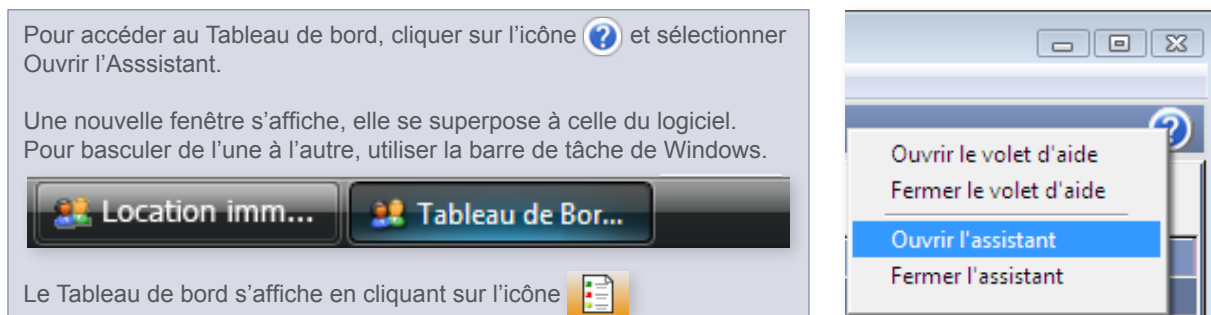 Pour accéder au Tableau de bord, cliquer sur l’icône et sélectionner
Ouvrir l’Asssistant.
Une nouvelle fenêtre s’affiche, elle se superpose à celle du logiciel.
Pour basculer de l’une à l’autre, utiliser la barre de tâche de Windows.
Location imm...
Tableau de Bor...
Le Tableau de bord s’affiche en cliquant sur l’icône
?
Ouvrir le volet d'aide
Fermer le volet d'aide
Ouvrir l'assistant
Fermer l'assistant